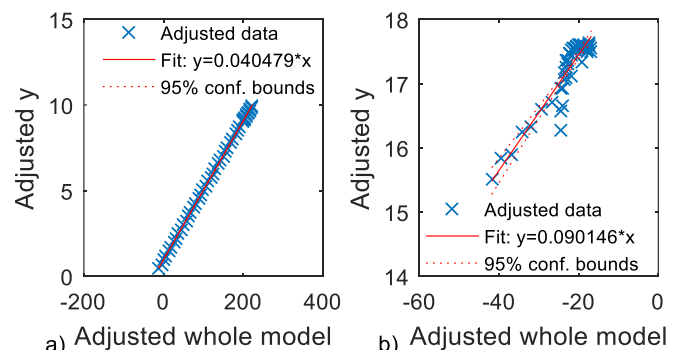 15
10
5
0
-200
0
200
400
Adjusted y
Adjusted data
Fit: y=0.040479*x
95% conf. bounds
a) Adjusted whole model
18
17
16
15
14
-60
-40
-20
0
Adjusted y
Adjusted data
Fit: y=0.090146*x
95% conf. bounds
b) Adjusted whole model